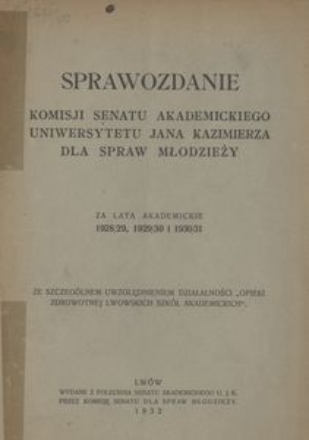 SPRAWOZDANIE
KOMISJI SENATU AKADEMICKIEGO
UNIWERSYTETU JANA KAZIMIERZA
DLA SPRAW MŁODZIEŻY
ZA LATA AKADEMICKIE
1928/29, 1929/30 I 1930/31
ZE SZCZEGÓLNEM UWZGLĘDNIENIEM DZIAŁALNOŚCI „OPIEKI
ZDROWOTNEJ LWOWSKICH SZKÓŁ AKADEMICKICH".
LWÓW
WYDANE Z POLECENIA SENATU AKADEMICKIEGO U. J. K.
PRZEZ KOMISJĘ SENATU DLA SPRAW MŁODZIEŻY.
1932